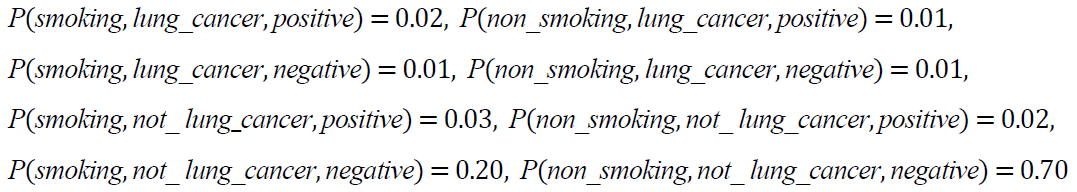 P(smoking, lung_cancer, positive) = 0.02, P(non_smoking, lung_cancer, positive) = 0.01,
P(smoking, lung_cancer, negative) = 0.01, P(non_smoking, lung_cancer, negative) = 0.01,
P(smoking, not_ lung_cancer, positive) = 0.03, P(non_smoking, not_ lung_cancer, positive) = 0.02,
P(smoking, not_ lung_cancer, negative) = 0.20, P(non_smoking, not_ lung_cancer, negative) = 0.70